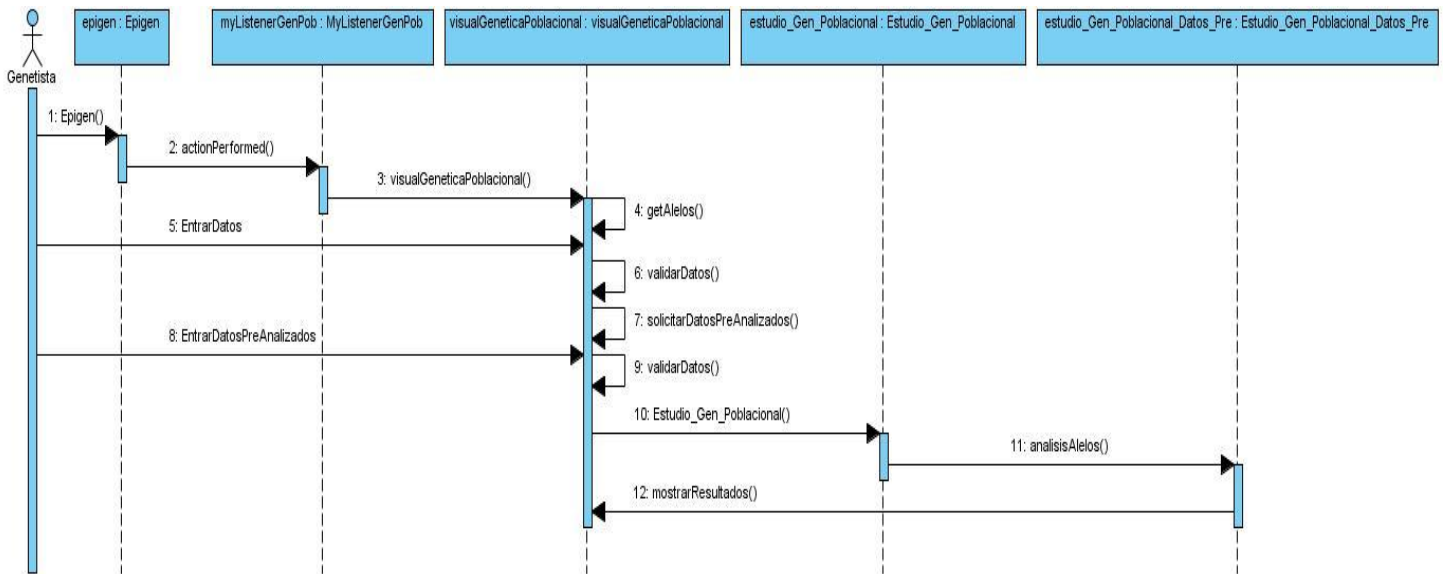 epigen : Epigen
myListenerGenPob : MyListenerGenPob
visualGeneticaPoblacional : visualGeneticaPoblacional
estudio_Gen_Poblacional : Estudio_Gen_Poblacional
estudio_Gen_Poblacional_Datos_Pre : Estudio_Gen_Poblacional_Datos_Pre
Genetista
1: Epigen()
2: actionPerformed()
3: visualGeneticaPoblacional()
4: getAlelos()
5: EntrarDatos
6: validarDatos()
7: solicitarDatosPreAnalizados()
8: EntrarDatosPreAnalizados
9: validarDatos()
10: Estudio_Gen_Poblacional()
11: analisisAlelos()
12: mostrarResultados()